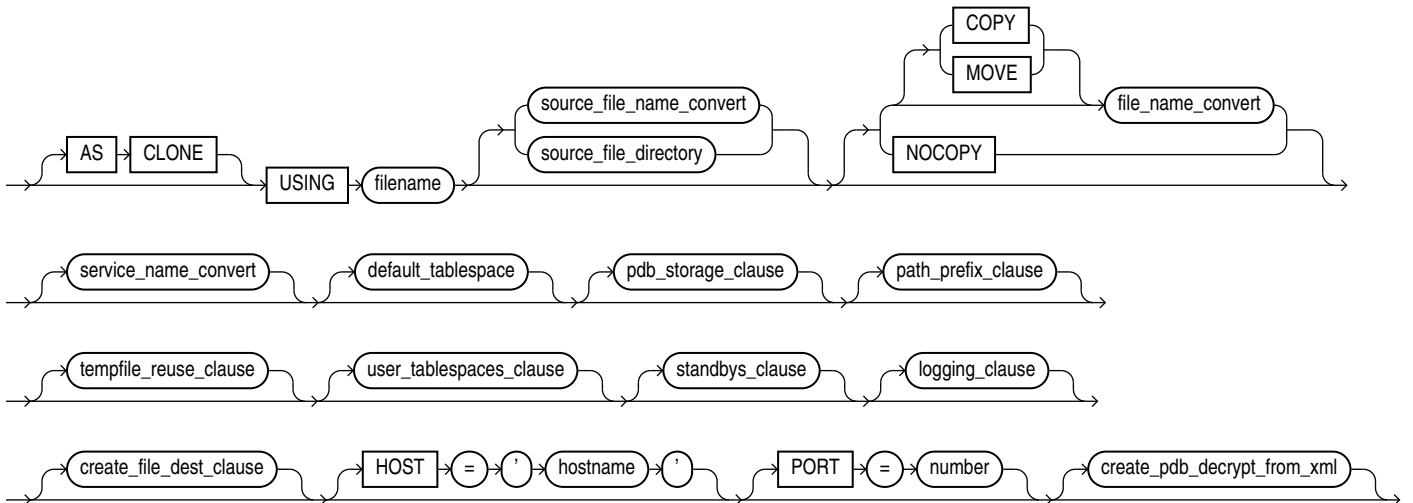 COPY
MOVE
source_file_name_convert file_name_convert
AS CLONE source_file_directory NOCOPY
USING filename
service_name_convert default_tablespace pdb_storage_clause path_prefix_clause
tempfile_reuse_clause user_tablespaces_clause standbys_clause logging_clause
create_file_dest_clause HOST = ' hostname ' PORT = number create_pdb_decrypt_from_xml